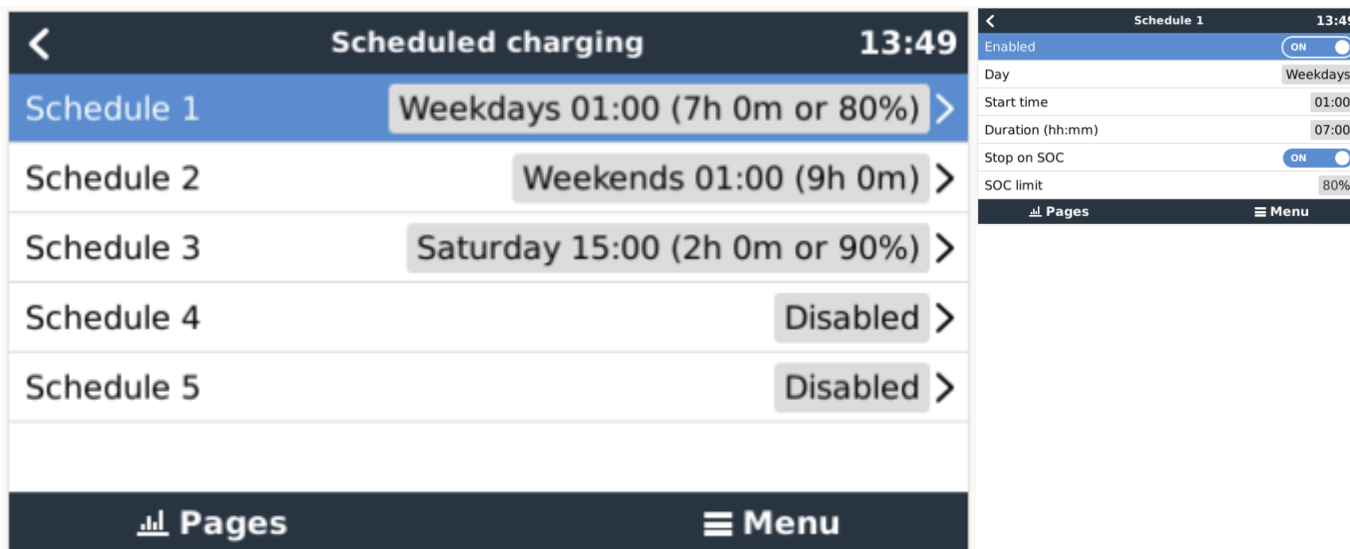 Scheduled charging 13:49
Schedule 1 Weekdays 01:00 (7h 0m or 80%)
Schedule 2 Weekends 01:00 (9h 0m)
Schedule 3 Saturday 15:00 (2h 0m or 90%)
Schedule 4 Disabled
Schedule 5 Disabled
Pages Menu
Schedule 1 13:49
Enabled ON
Day Weekdays
Start time 01:00
Duration (hh:mm) 07:00
Stop on SOC ON
SOC limit 80%
Pages Menu